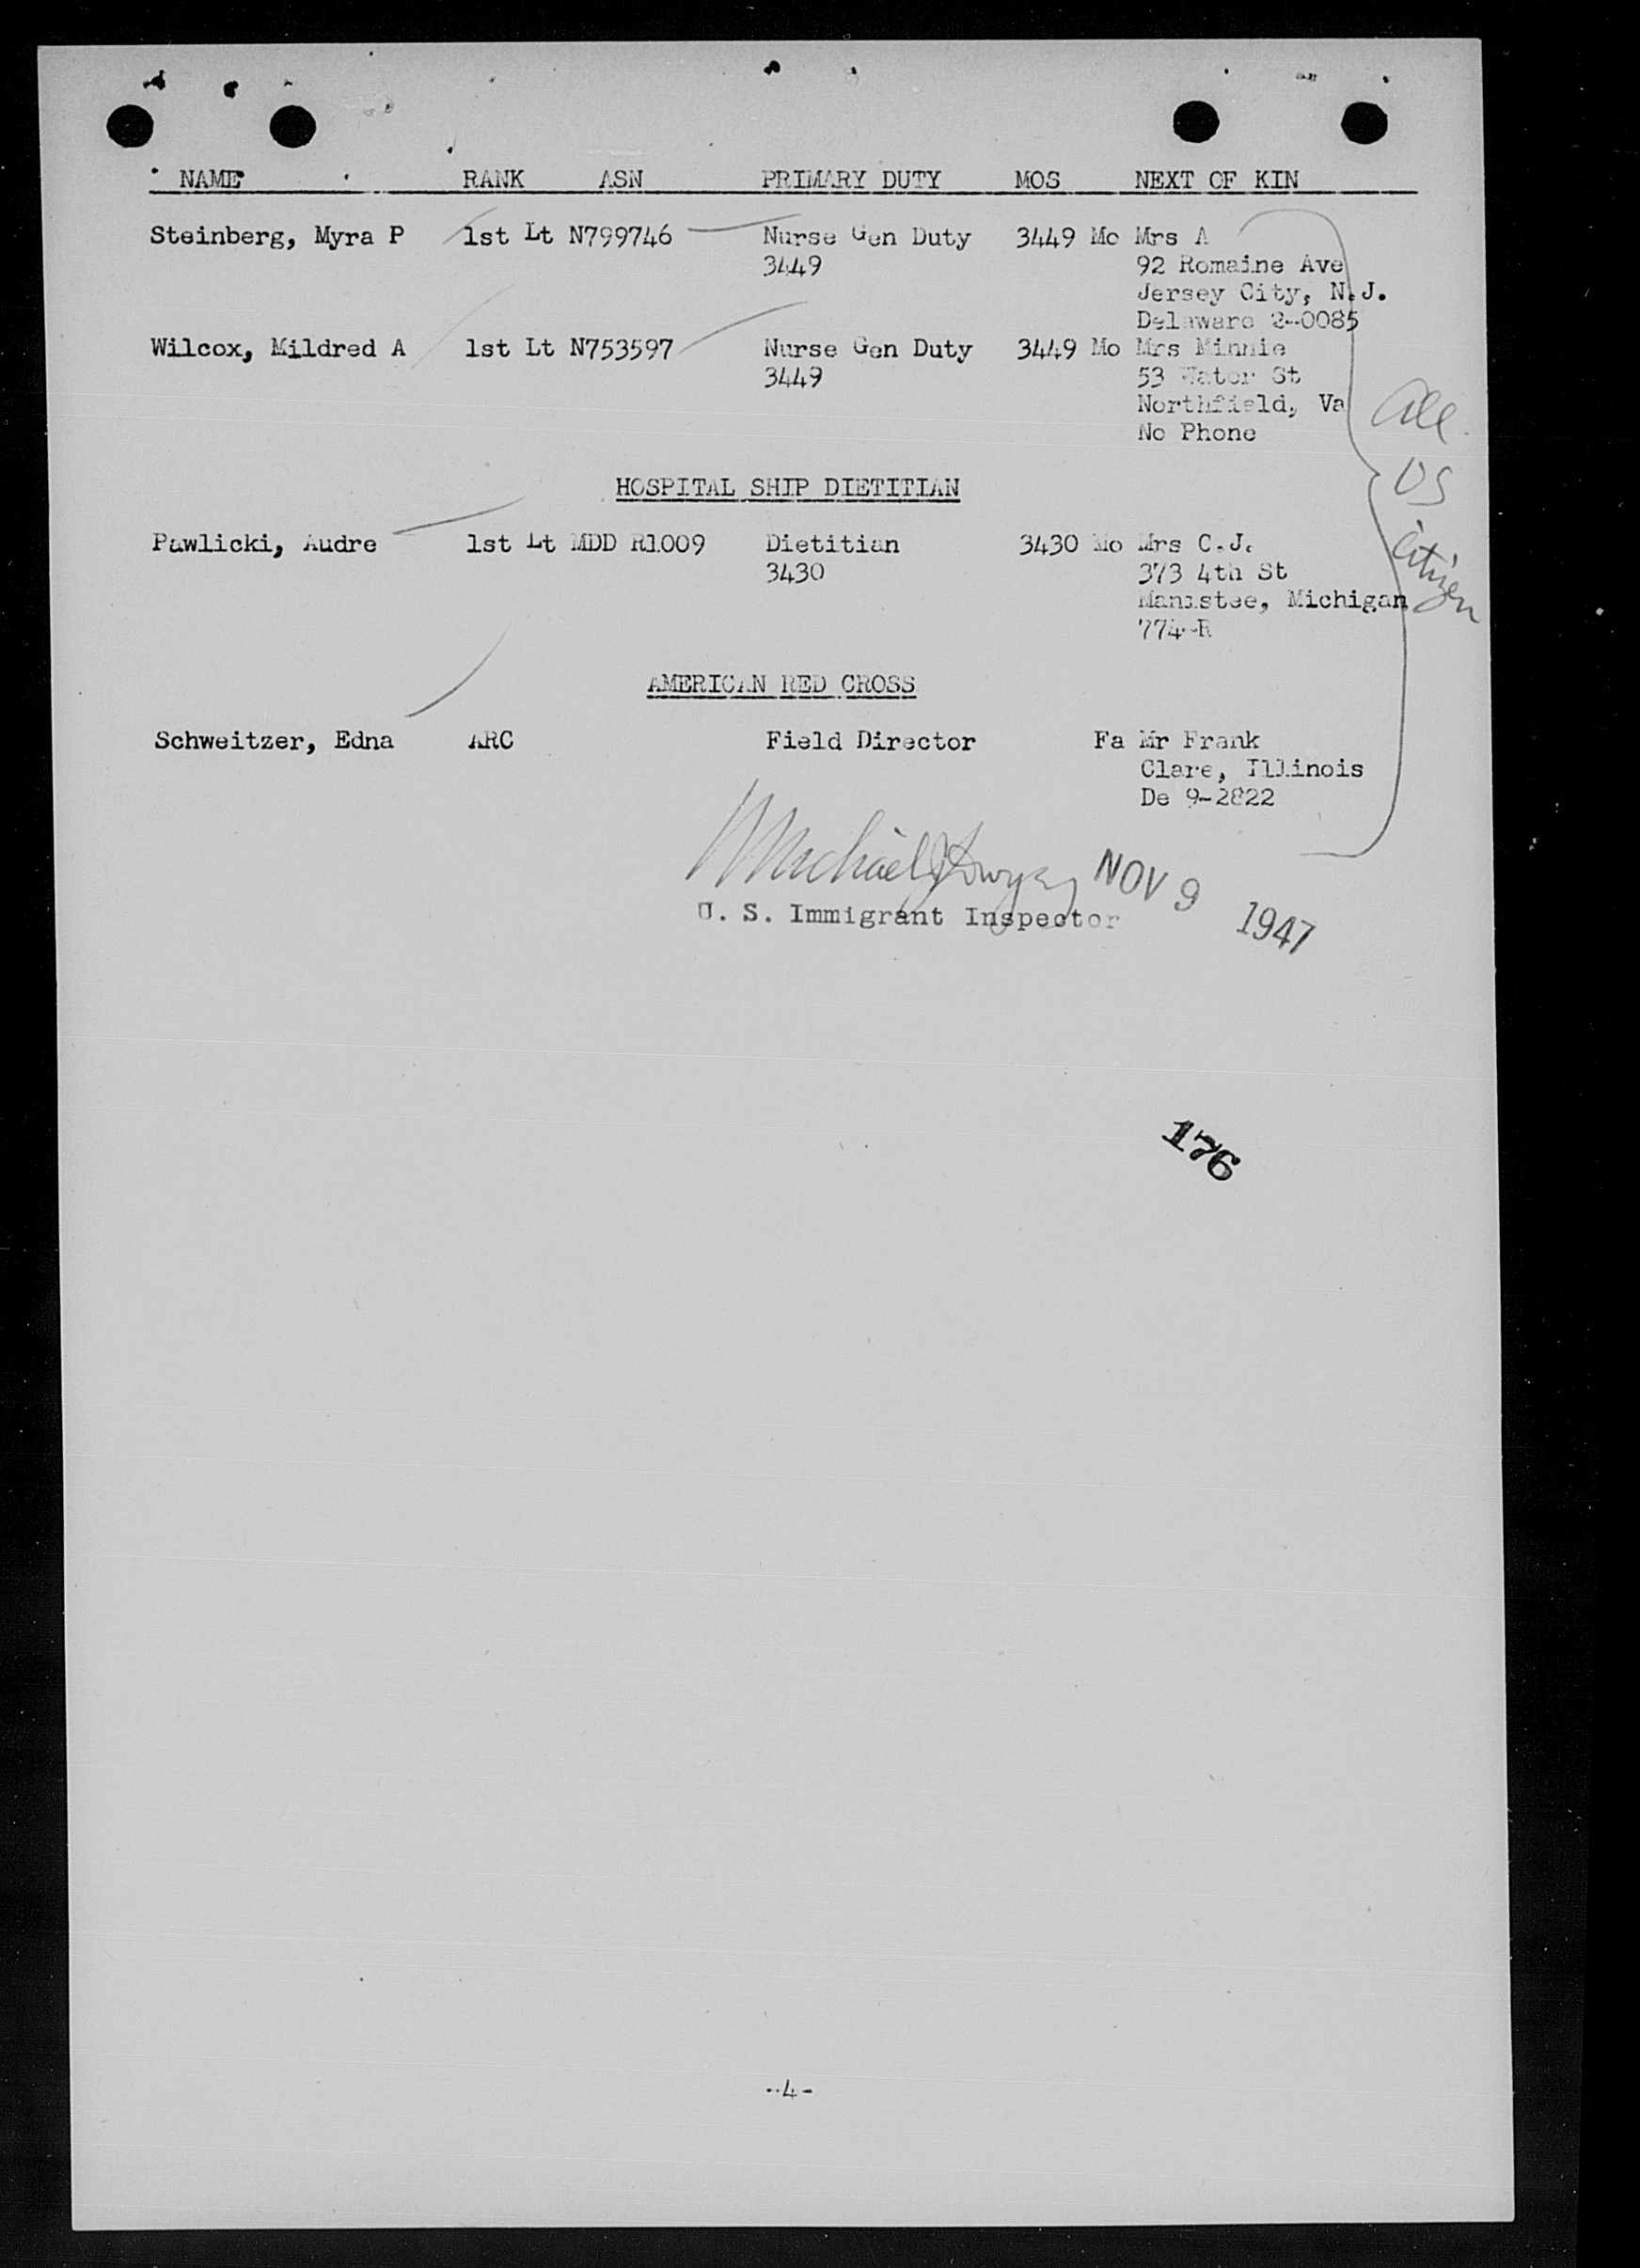 NAME RANK ASN PRIMARY DUTY MOS NEXT OF KIN
Steinberg, Myra P 1st Lt N799746 Nurse Gen Duty 3449 Mo Mrs A
3449 92 Romaine Ave
Jersey City, N.J.
Delaware 2-0085
Wilcox, Mildred A 1st Lt N753597 Nurse Gen Duty 3449 Mo Mrs Minnie
3449 53 Water St
Northfield, Va
No Phone
All
US
Citizen
HOSPITAL SHIP DIETITIAN
Pawlicki, Audre 1st Lt MDD R1009 Dietitian 3430 Mo Mrs C.J.
3430 373 4th St
Manistee, Michigan
774-R
AMERICAN RED CROSS
Schweitzer, Edna ARC Field Director Fa Mr Frank
Clare, Illinois
De 9-2822
Michael J Dwyer NOV 9 1947
U. S. Immigrant Inspector
176
-4-